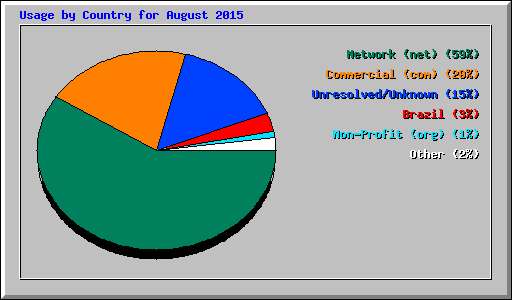 Usage by Country for August 2015
Network (net) (59%)
Commercial (com) (20%)
Unresolved/Unknown (15%)
Brazil (3%)
Non-Profit (org) (1%)
Other (2%)